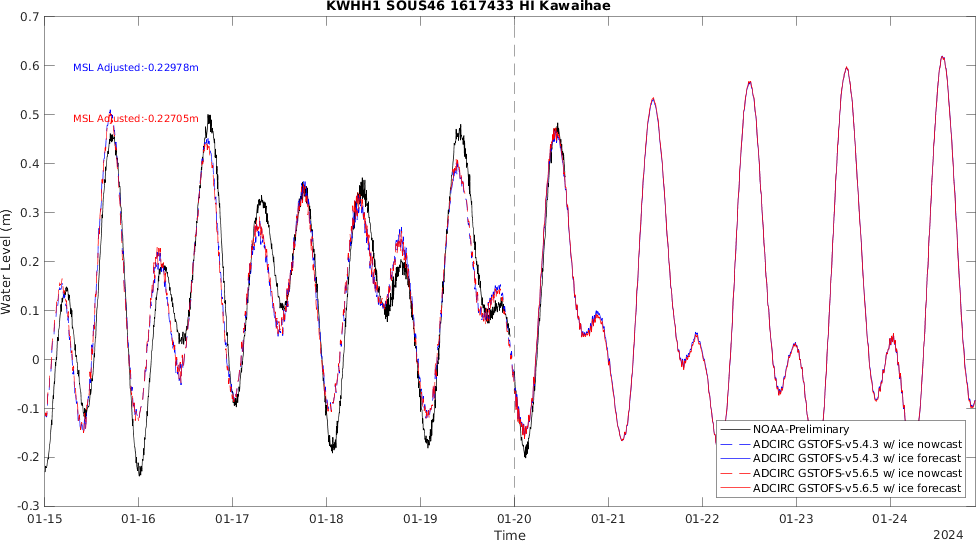 KWHH1 SOUS46 1617433 HI Kawaihae
MSL Adjusted:-0.22978m
MSL Adjusted:-0.22705m
Water Level (m)
0.7
0.6
0.5
0.4
0.3
0.2
0.1
0
-0.1
-0.2
-0.3
NOAA-Preliminary
ADCIRC GSTOFS-v5.4.3 w/ ice nowcast
ADCIRC GSTOFS-v5.4.3 w/ ice forecast
ADCIRC GSTOFS-v5.6.5 w/ ice nowcast
ADCIRC GSTOFS-v5.6.5 w/ ice forecast
01-15 01-16 01-17 01-18 01-19 01-20 01-21 01-22 01-23 01-24
Time
2024